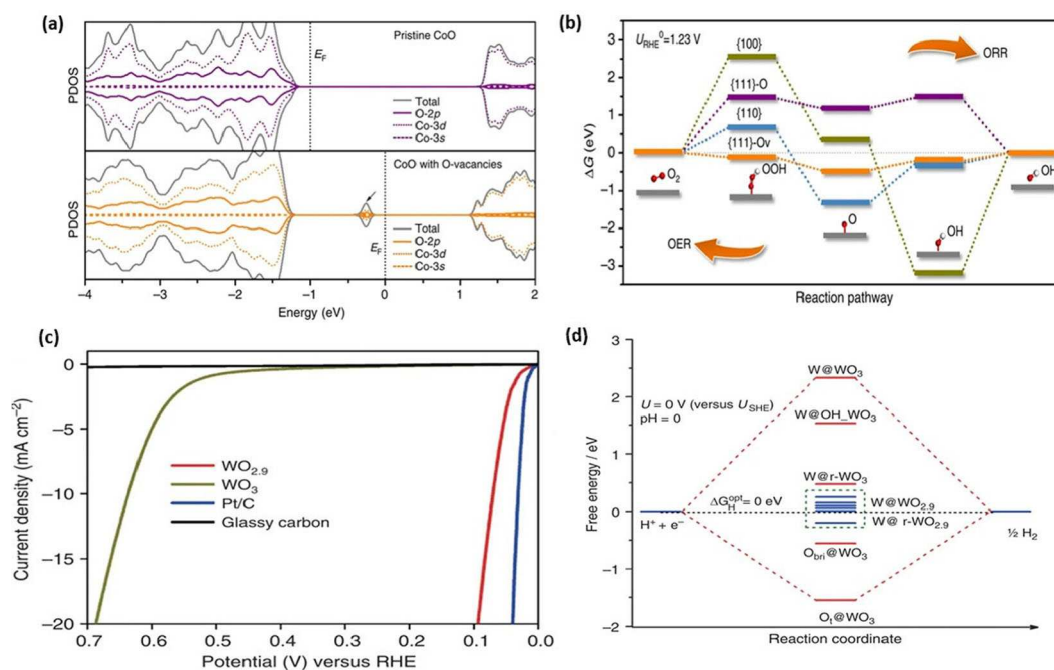 (a)
Pristine CoO
E_F
PDOS
Total
O-2p
Co-3d
Co-3s
CoO with O-vacancies
PDOS
E_F
Total
O-2p
Co-3d
Co-3s
−4 −3 −2 −1 0 1 2
Energy (eV)
(b)
U_RHE^0=1.23 V
{100}
ORR
{111}-O
{110}
{111}-Ov
ΔG (eV)
3
2
1
0
−1
−2
−3
O₂
OOH
O
OH
OH
OER
Reaction pathway
(c)
Current density (mA cm⁻²)
0
−5
−10
−15
−20
WO₂.₉
WO₃
Pt/C
Glassy carbon
0.7 0.6 0.5 0.4 0.3 0.2 0.1 0.0
Potential (V) versus RHE
(d)
Free energy / eV
3
2
1
0
−1
−2
W@WO₃
U = 0 V (versus U_SHE)
pH = 0
W@OH_WO₃
W@r-WO₃
ΔG_H^opt = 0 eV
W@WO₂.₉
H⁺ + e⁻
W@ r-WO₂.₉
½ H₂
O_bri@WO₃
O_t@WO₃
Reaction coordinate